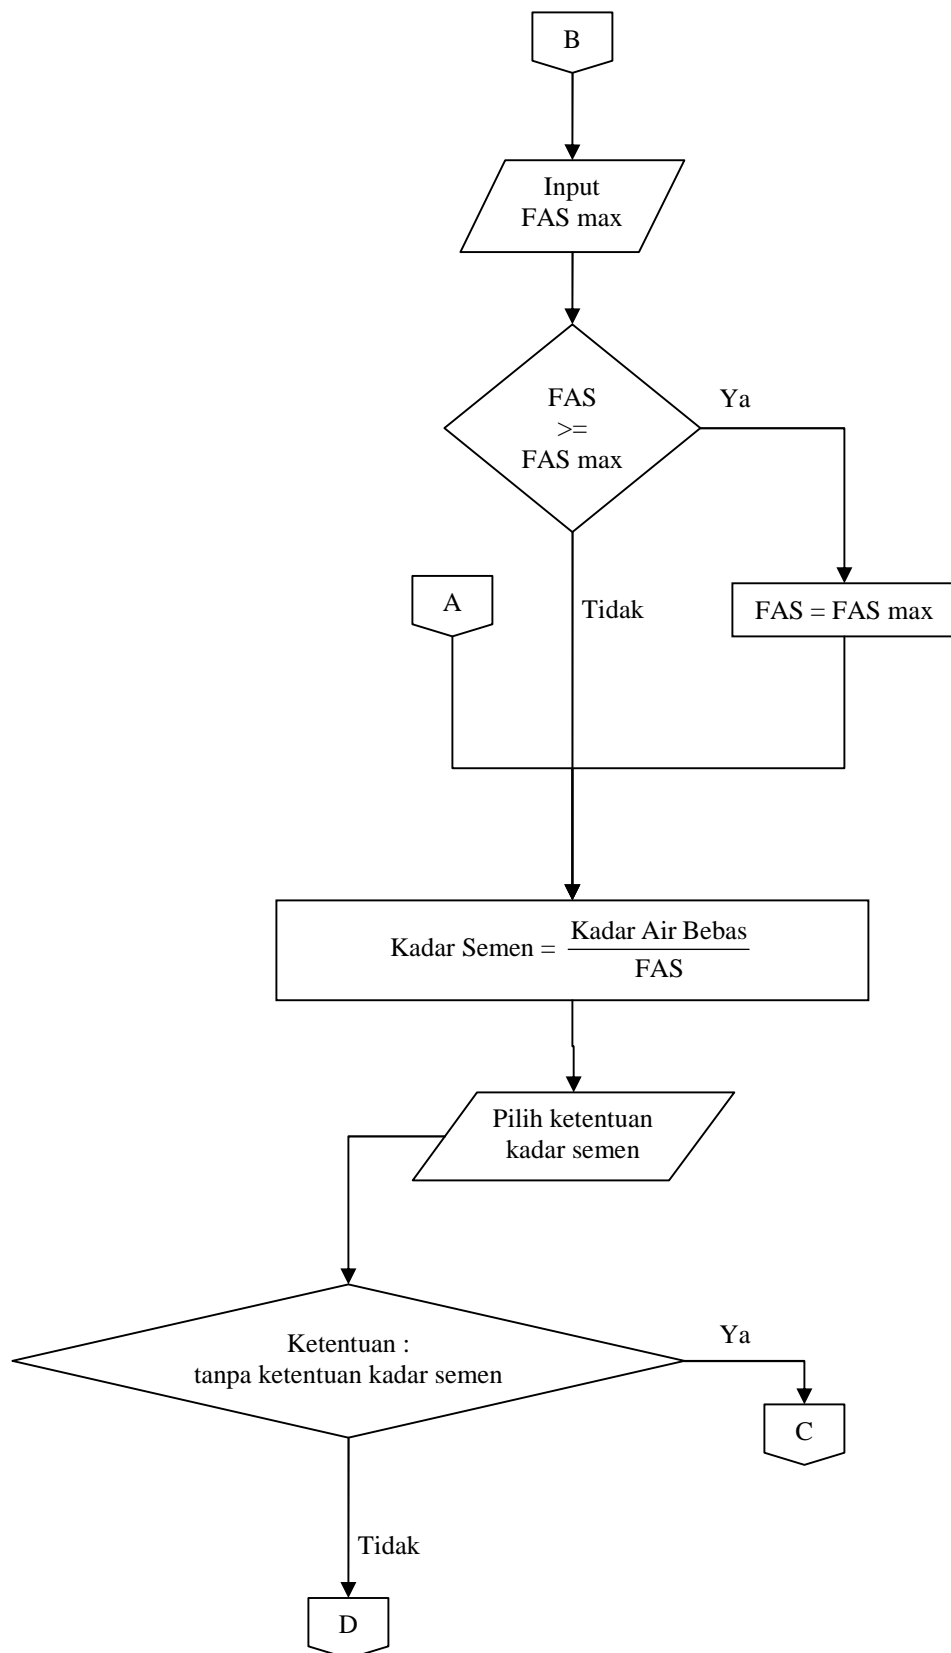 B
Input
FAS max
FAS
>=
FAS max
Ya
A
Tidak
FAS = FAS max
Kadar Semen = Kadar Air Bebas
FAS
Pilih ketentuan
kadar semen
Ketentuan :
tanpa ketentuan kadar semen
Ya
C
Tidak
D